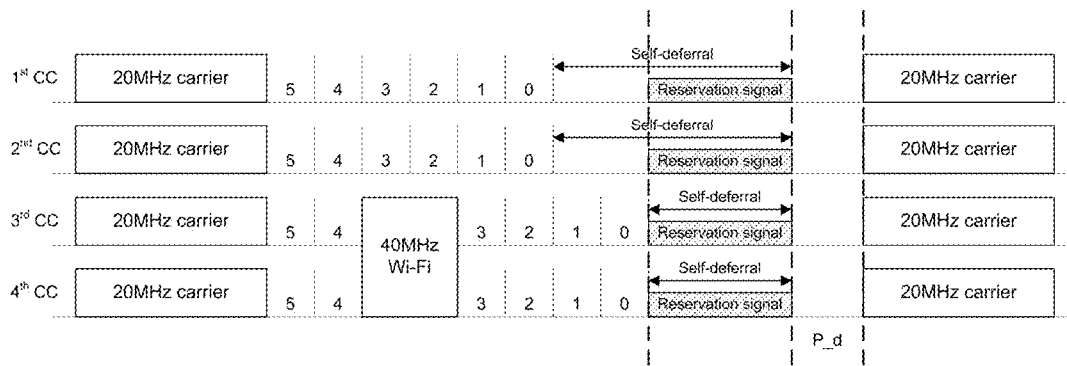 Self-deferral
1st CC 20MHz carrier 5 4 3 2 1 0 Reservation signal 20MHz carrier
Self-deferral
2nd CC 20MHz carrier 5 4 3 2 1 0 Reservation signal 20MHz carrier
Self-deferral
3rd CC 20MHz carrier 5 4 3 2 1 0 Reservation signal 20MHz carrier
40MHz
Wi-Fi
Self-deferral
4th CC 20MHz carrier 5 4 3 2 1 0 Reservation signal 20MHz carrier
P_d